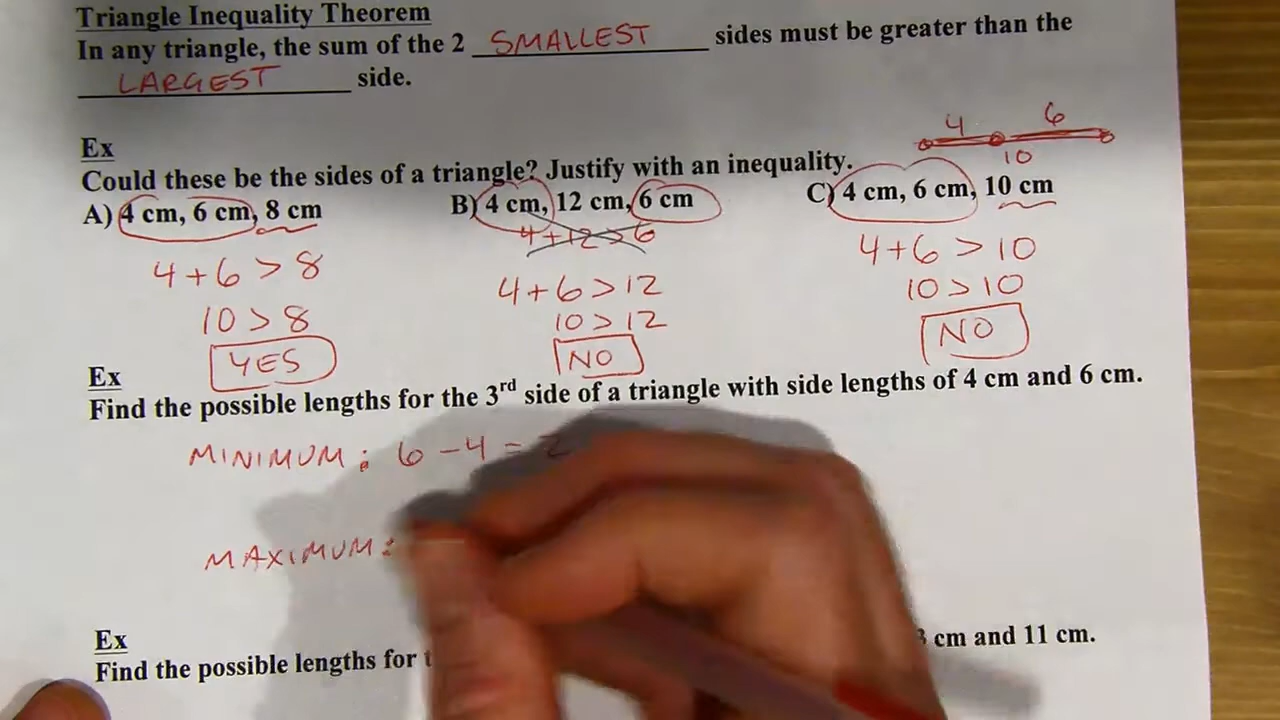 Triangle Inequality Theorem
In any triangle, the sum of the 2 SMALLEST sides must be greater than the
LARGEST side.
4 6
10
Ex
Could these be the sides of a triangle? Justify with an inequality.
A) 4 cm, 6 cm, 8 cm B) 4 cm, 12 cm, 6 cm C) 4 cm, 6 cm, 10 cm
4+12>6
4+6 > 8 4+6>12 4+6 > 10
10 > 8 10 > 12 10 > 10
YES NO NO
Ex
Find the possible lengths for the 3rd side of a triangle with side lengths of 4 cm and 6 cm.
MINIMUM: 6 - 4 = 2
MAXIMUM:
Ex
Find the possible lengths for cm and 11 cm.